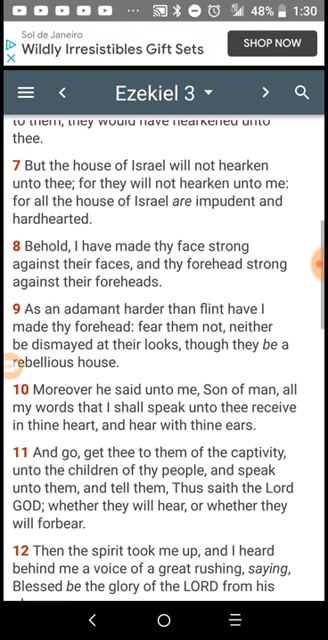 ... 48% 1:30
Sol de Janeiro
Wildly Irresistibles Gift Sets
SHOP NOW
Ezekiel 3
to them, they would have hearkened unto
thee.
7 But the house of Israel will not hearken
unto thee; for they will not hearken unto me:
for all the house of Israel are impudent and
hardhearted.
8 Behold, I have made thy face strong
against their faces, and thy forehead strong
against their foreheads.
9 As an adamant harder than flint have I
made thy forehead: fear them not, neither
be dismayed at their looks, though they be a
rebellious house.
10 Moreover he said unto me, Son of man, all
my words that I shall speak unto thee receive
in thine heart, and hear with thine ears.
11 And go, get thee to them of the captivity,
unto the children of thy people, and speak
unto them, and tell them, Thus saith the Lord
GOD; whether they will hear, or whether they
will forbear.
12 Then the spirit took me up, and I heard
behind me a voice of a great rushing, saying,
Blessed be the glory of the LORD from his